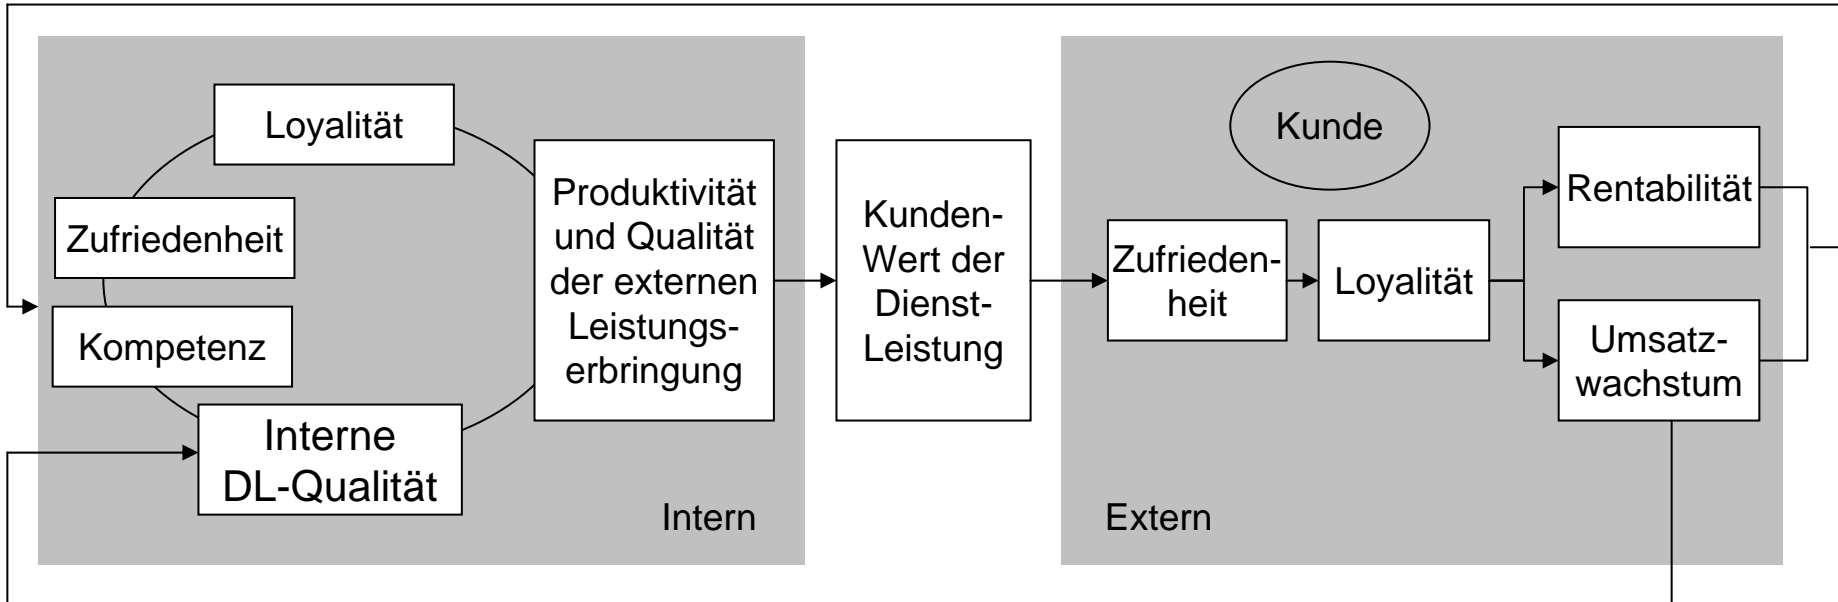 Loyalität
Zufriedenheit
Kompetenz
Interne
DL-Qualität
Produktivität
und Qualität
der externen
Leistungs-
erbringung
Intern
Kunden-
Wert der
Dienst-
Leistung
Kunde
Zufrieden-
heit
Loyalität
Rentabilität
Umsatz-
wachstum
Extern